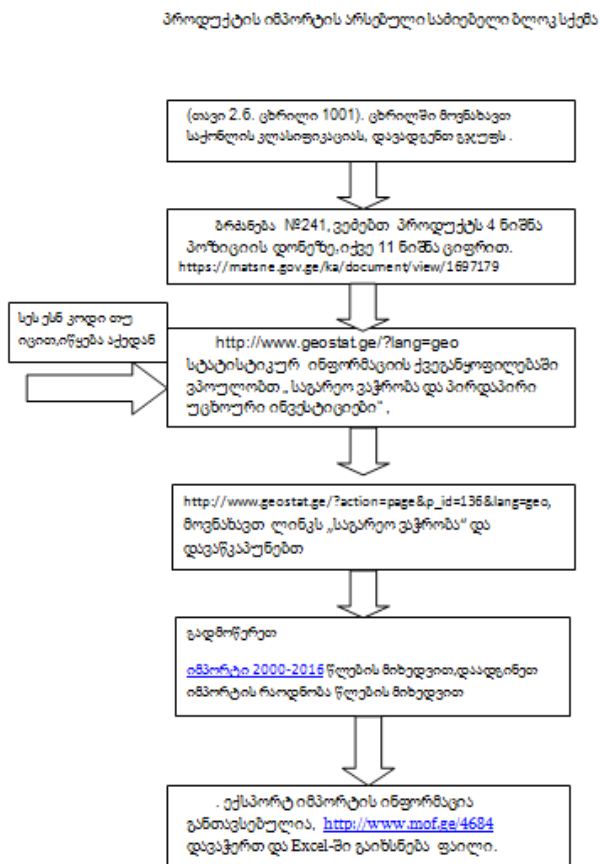 პროდუქტის იმპორტის არსებული საძიებელი ბლოკ სქემა
(თავი 2.6. ცხრილი 1001). ცხრილში მოვნახავთ
საქონლის კლასიფიკაციას, დავადგენთ გჯუფს .
ბრძანება №241, ვეძებთ პროდუქტს 4 ნიშნა
პოზიციის დონეზე,იქვე 11 ნიშნა ციფრით.
https://matsne.gov.ge/ka/document/view/1697179
სეს ესნ კოდი თუ
იცით,იწყება აქედან
http://www.geostat.ge/?lang=geo
სტატისტიკურ ინფორმაციის ქვეგანყოფილებაში
ვპოულობთ „ საგარეო ვაჭრობა და პირდაპირი
უცხოური ინვესტიციები" ,
http://www.geostat.ge/?action=page&p_id=136&lang=geo,
მოვნახავთ ლინკს „საგარეო ვაჭრობა" და
დავაწკაპუნებთ
გადმოწერეთ
იმპორტი 2000-2016 წლების მიხედვით,დაადგინეთ
იმპორტის რაოდნობა წლების მიხედვით
. ექსპორტ იმპორტის ინფორმაცია
განთავსებულია, http://www.mof.ge/4684
დავაჭერთ და Excel-ში გაიხსნება ფაილი.